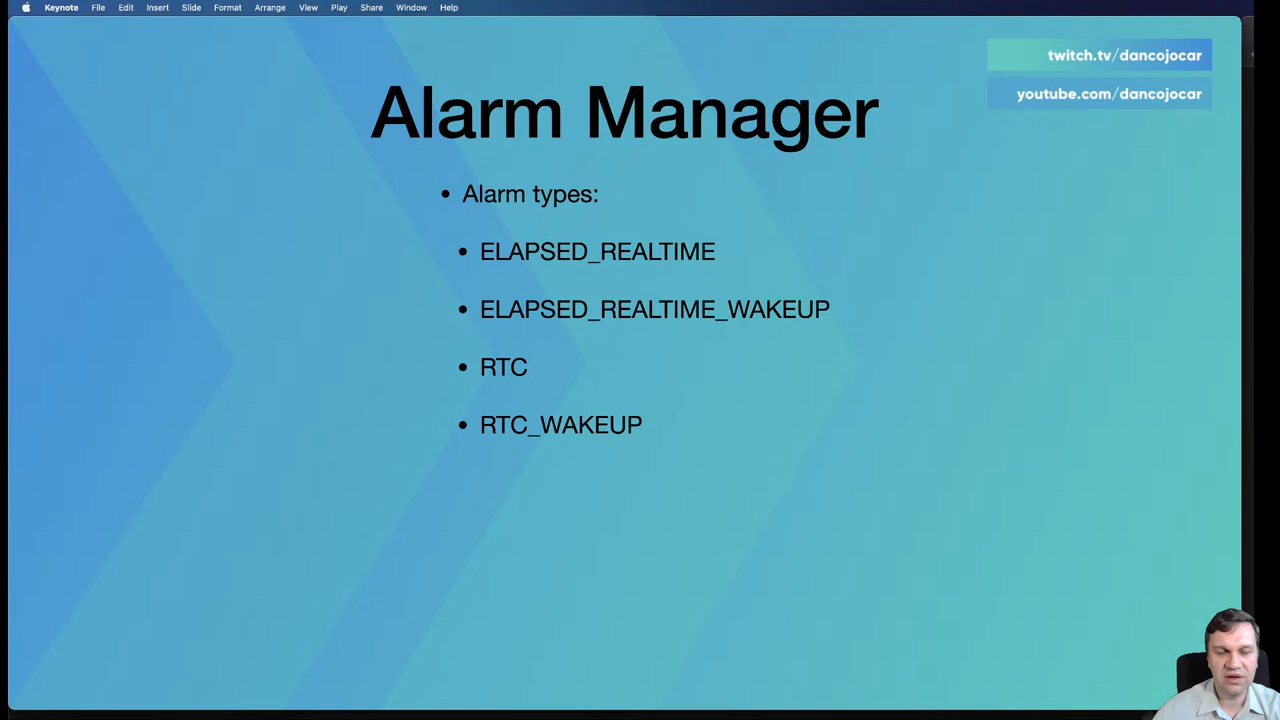 Keynote File Edit Insert Slide Format Arrange View Play Share Window Help
twitch.tv/dancojocar
youtube.com/dancojocar
Alarm Manager
• Alarm types:
• ELAPSED_REALTIME
• ELAPSED_REALTIME_WAKEUP
• RTC
• RTC_WAKEUP